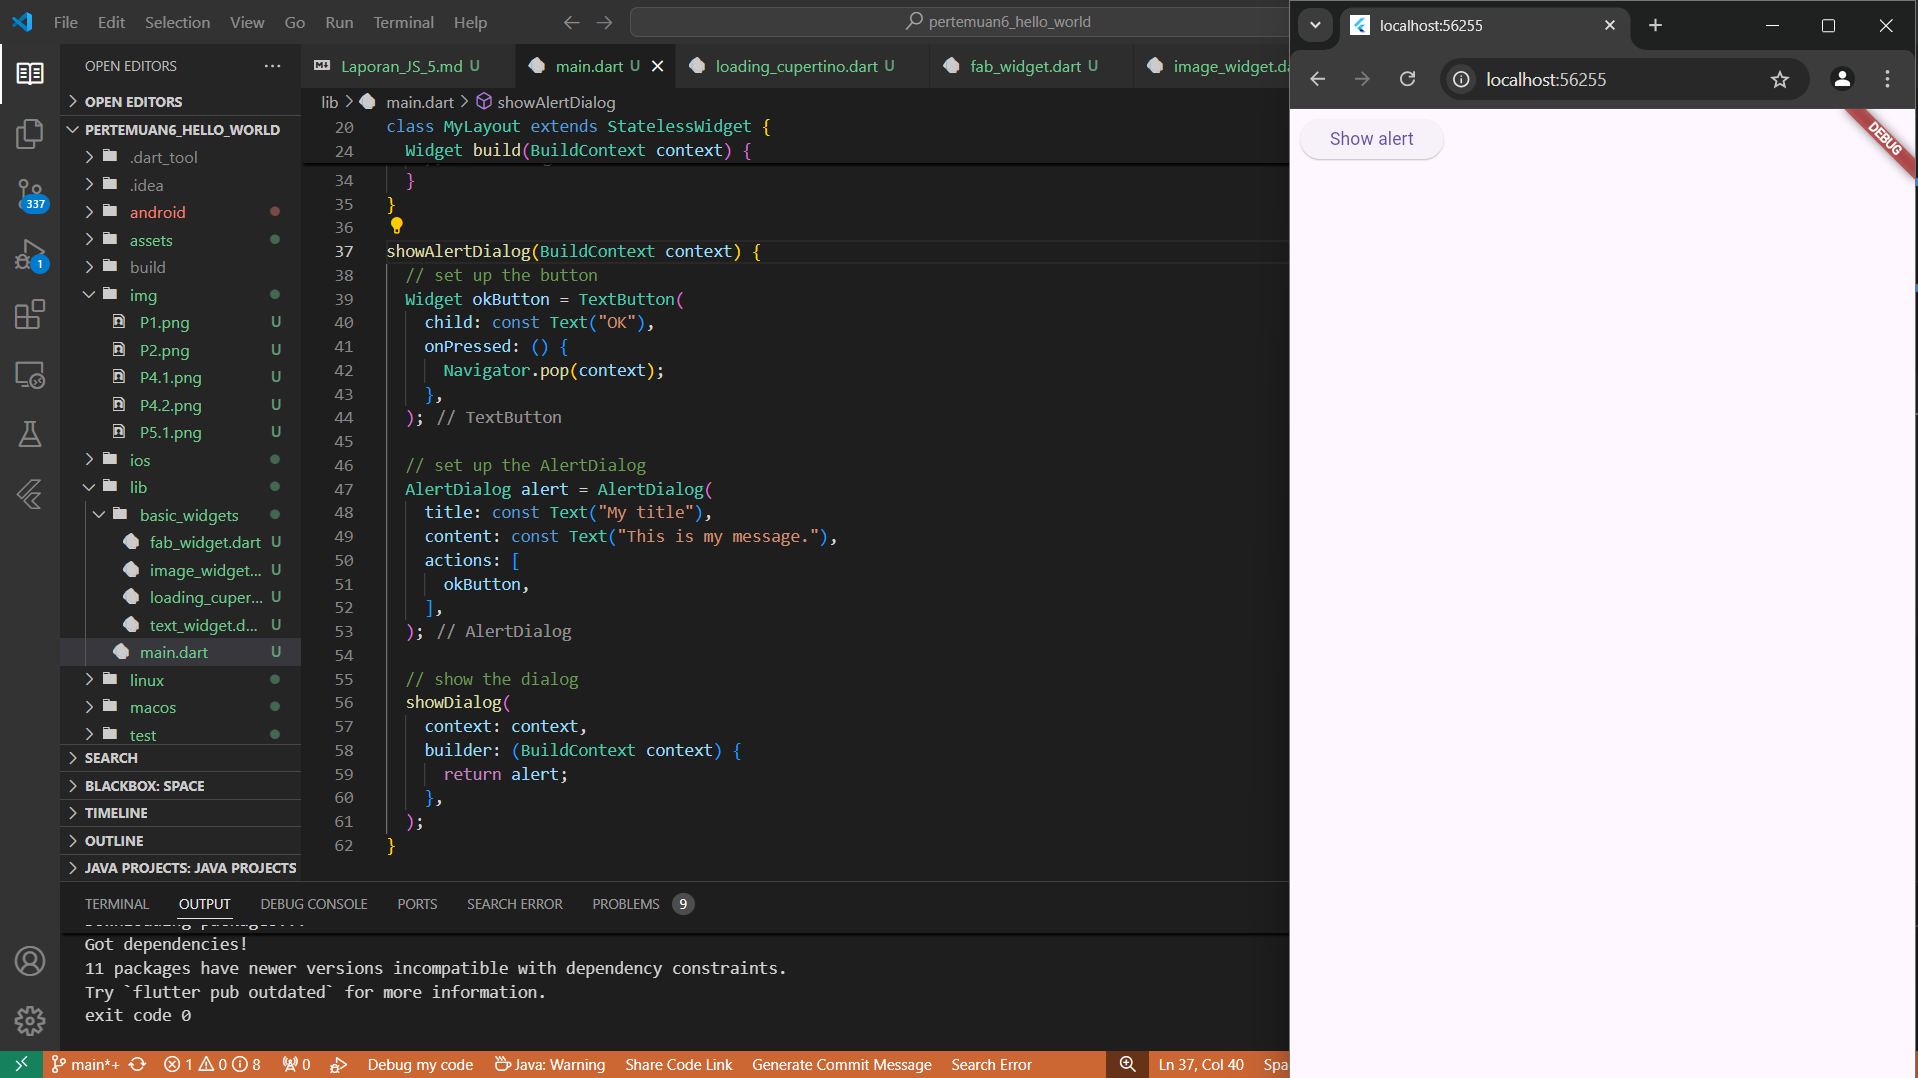 File Edit Selection View Go Run Terminal Help
pertemuan6_hello_world
localhost:56255
localhost:56255
OPEN EDITORS
Laporan_JS_5.md U
main.dart U
loading_cupertino.dart U
fab_widget.dart U
image_widget.da
lib > main.dart > showAlertDialog
OPEN EDITORS
PERTEMUAN6_HELLO_WORLD
.dart_tool
.idea
android
assets
build
img
P1.png U
P2.png U
P4.1.png U
P4.2.png U
P5.1.png U
ios
lib
basic_widgets
fab_widget.dart U
image_widget... U
loading_cuper... U
text_widget.d... U
main.dart U
linux
macos
test
SEARCH
BLACKBOX: SPACE
TIMELINE
OUTLINE
JAVA PROJECTS: JAVA PROJECTS
337
1
20 class MyLayout extends StatelessWidget {
24 Widget build(BuildContext context) {
34 }
35 }
36
37 showAlertDialog(BuildContext context) {
38 // set up the button
39 Widget okButton = TextButton(
40 child: const Text("OK"),
41 onPressed: () {
42 Navigator.pop(context);
43 },
44 ); // TextButton
45
46 // set up the AlertDialog
47 AlertDialog alert = AlertDialog(
48 title: const Text("My title"),
49 content: const Text("This is my message."),
50 actions: [
51 okButton,
52 ],
53 ); // AlertDialog
54
55 // show the dialog
56 showDialog(
57 context: context,
58 builder: (BuildContext context) {
59 return alert;
60 },
61 );
62 }
TERMINAL OUTPUT DEBUG CONSOLE PORTS SEARCH ERROR PROBLEMS 9
Downloading packages...
Got dependencies!
11 packages have newer versions incompatible with dependency constraints.
Try `flutter pub outdated` for more information.
exit code 0
main*+ 1 0 8 0 Debug my code Java: Warning Share Code Link Generate Commit Message Search Error Ln 37, Col 40 Spa
Show alert
DEBUG